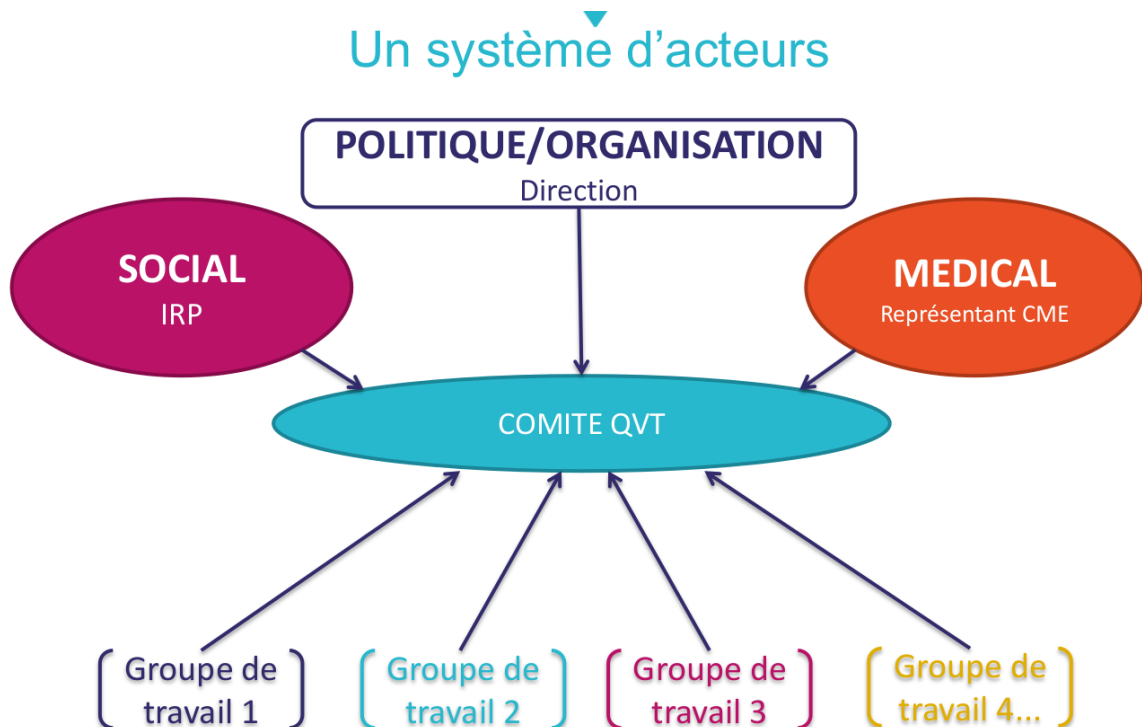 Un système d'acteurs
POLITIQUE/ORGANISATION
Direction
SOCIAL
IRP
MEDICAL
Représentant CME
COMITE QVT
Groupe de
travail 1
Groupe de
travail 2
Groupe de
travail 3
Groupe de
travail 4...